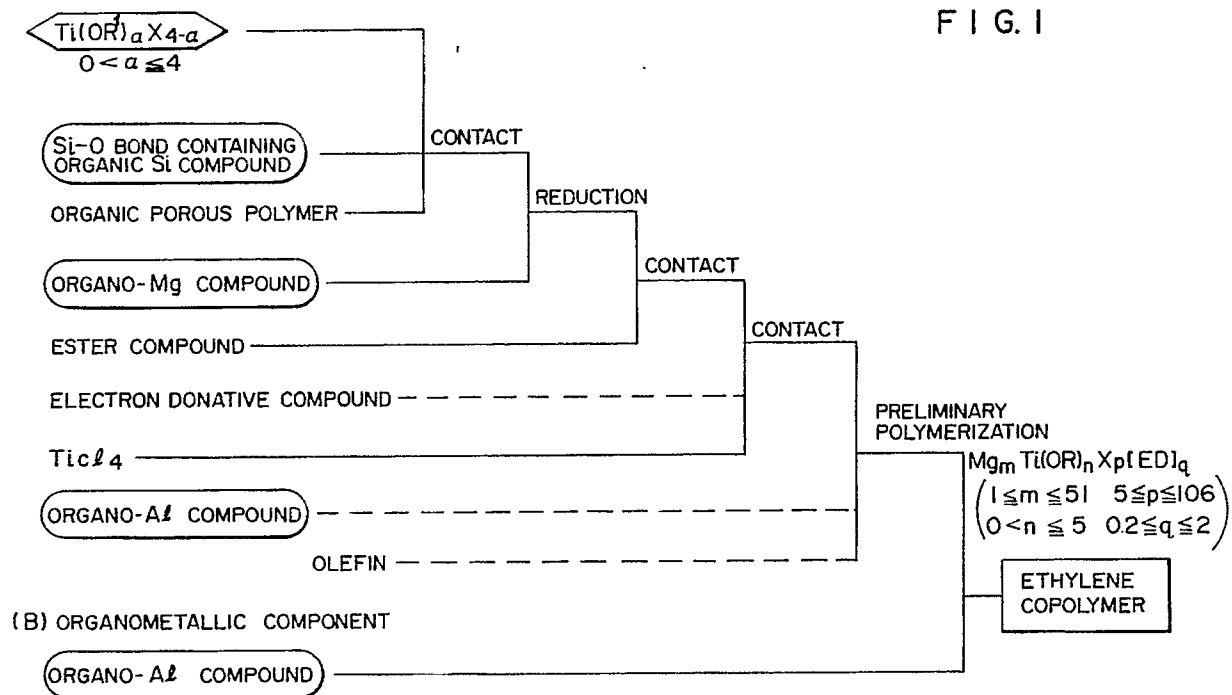 FIG. 1
Ti(OR¹)aX4-a
0<a≦4
Si-O BOND CONTAINING
ORGANIC Si COMPOUND
CONTACT
ORGANIC POROUS POLYMER
REDUCTION
ORGANO-Mg COMPOUND
CONTACT
ESTER COMPOUND
CONTACT
ELECTRON DONATIVE COMPOUND
PRELIMINARY
POLYMERIZATION
Ticl4
MgmTi(OR)nXp[ED]q
(1≦m≦51 5≦p≦106
0<n≦5 0.2≦q≦2)
ORGANO-Al COMPOUND
OLEFIN
ETHYLENE
COPOLYMER
(B) ORGANOMETALLIC COMPONENT
ORGANO-Al COMPOUND